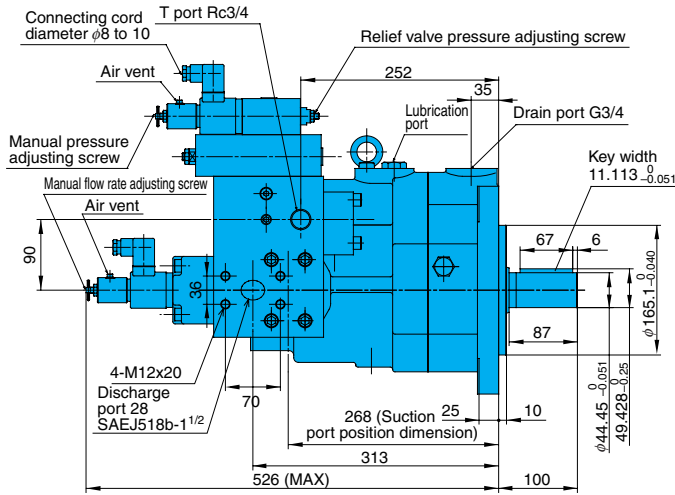 Connecting cord
diameter φ8 to 10
T port Rc3/4
Relief valve pressure adjusting screw
Air vent
252
35
Lubrication
port
Drain port G3/4
Manual pressure
adjusting screw
Key width
11.113 0 -0.051
Manual flow rate adjusting screw
Air vent
67
6
90
36
φ165.1 0 -0.040
87
4-M12x20
Discharge
port 28
SAEJ518b-1 1/2
70
268 (Suction
port position dimension)
25
10
φ44.45 0 -0.051
49.428 0 -0.25
313
526 (MAX)
100